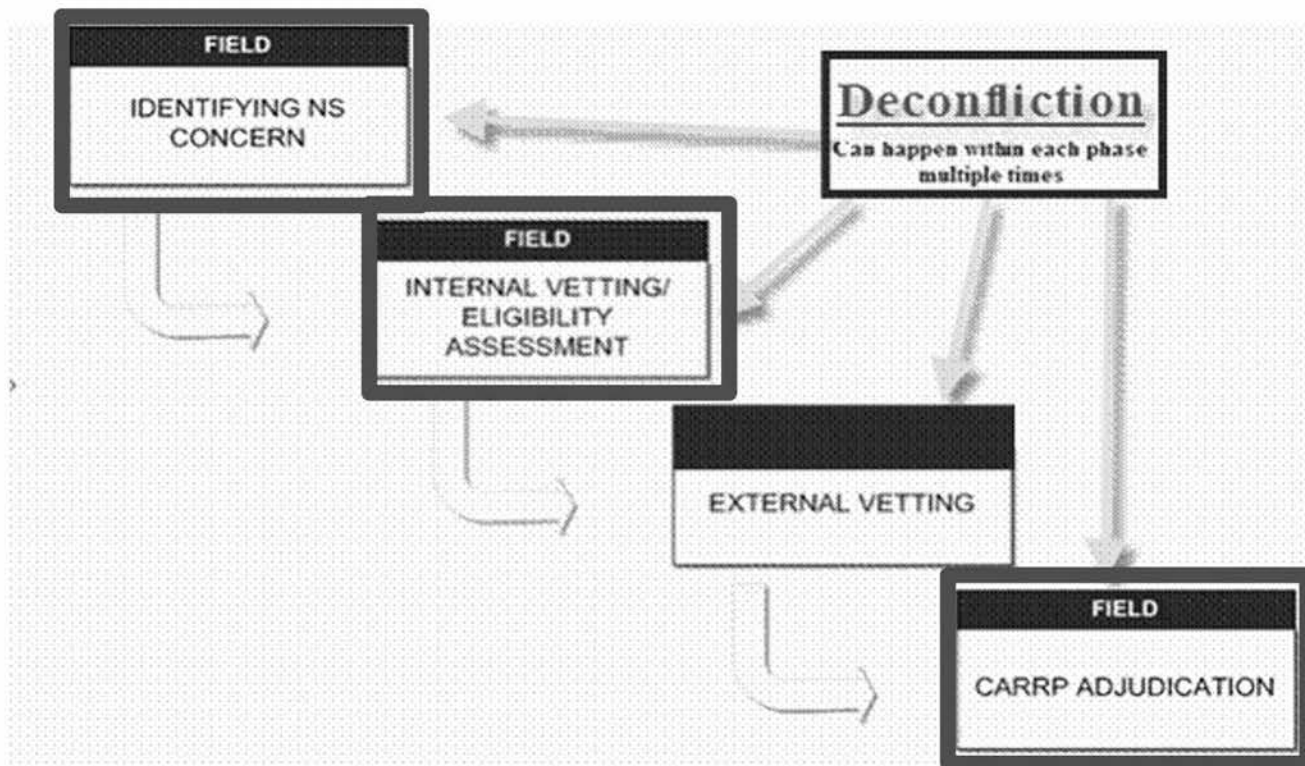 FIELD
IDENTIFYING NS
CONCERN
Deconfliction
Can happen within each phase
multiple times
FIELD
INTERNAL VETTING/
ELIGIBILITY
ASSESSMENT
EXTERNAL VETTING
FIELD
CARRP ADJUDICATION